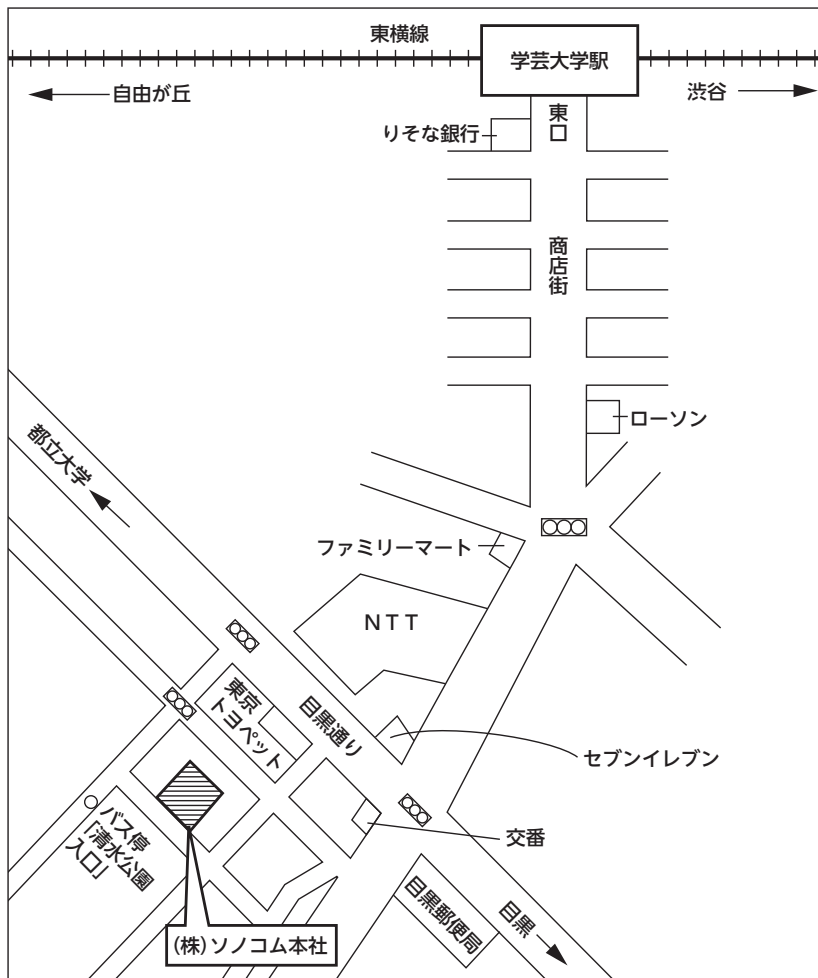 東横線
学芸大学駅
自由が丘
渋谷
東口
りそな銀行
商店街
ローソン
都立大学
ファミリーマート
NTT
東京
トヨペット
目黒通り
セブンイレブン
バス停
「清水公園
入口」
交番
目黒郵便局
目黒
(株)ソノコム本社